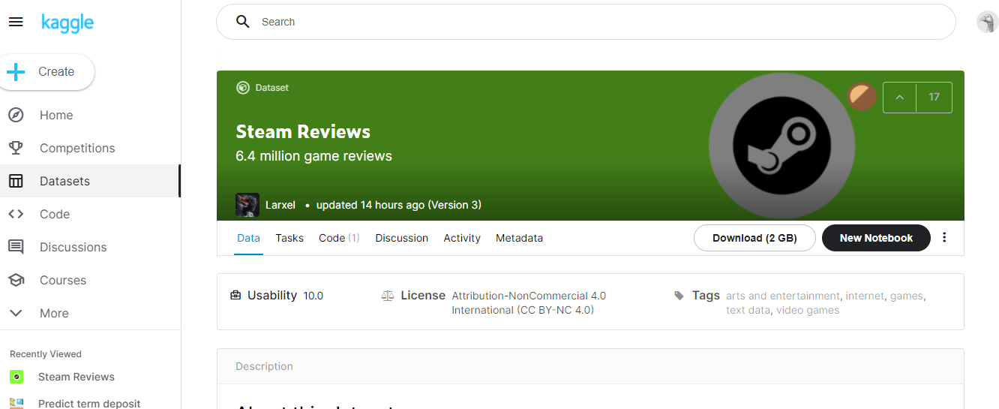 kaggle
Search
Create
Home
Competitions
Datasets
Code
Discussions
Courses
More
Recently Viewed
Steam Reviews
Predict term deposit
Dataset
17
Steam Reviews
6.4 million game reviews
Larxel • updated 14 hours ago (Version 3)
Data Tasks Code (1) Discussion Activity Metadata
Download (2 GB) New Notebook
Usability 10.0
License Attribution-NonCommercial 4.0
International (CC BY-NC 4.0)
Tags arts and entertainment, internet, games,
text data, video games
Description